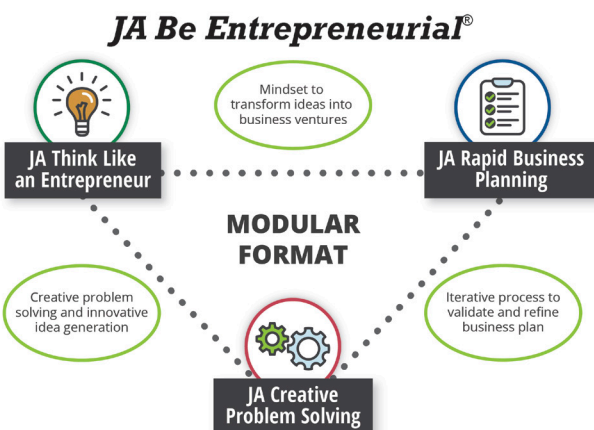 JA Be Entrepreneurial®
Mindset to
transform ideas into
business ventures
JA Think Like
an Entrepreneur
JA Rapid Business
Planning
MODULAR
FORMAT
Creative problem
solving and innovative
idea generation
Iterative process to
validate and refine
business plan
JA Creative
Problem Solving